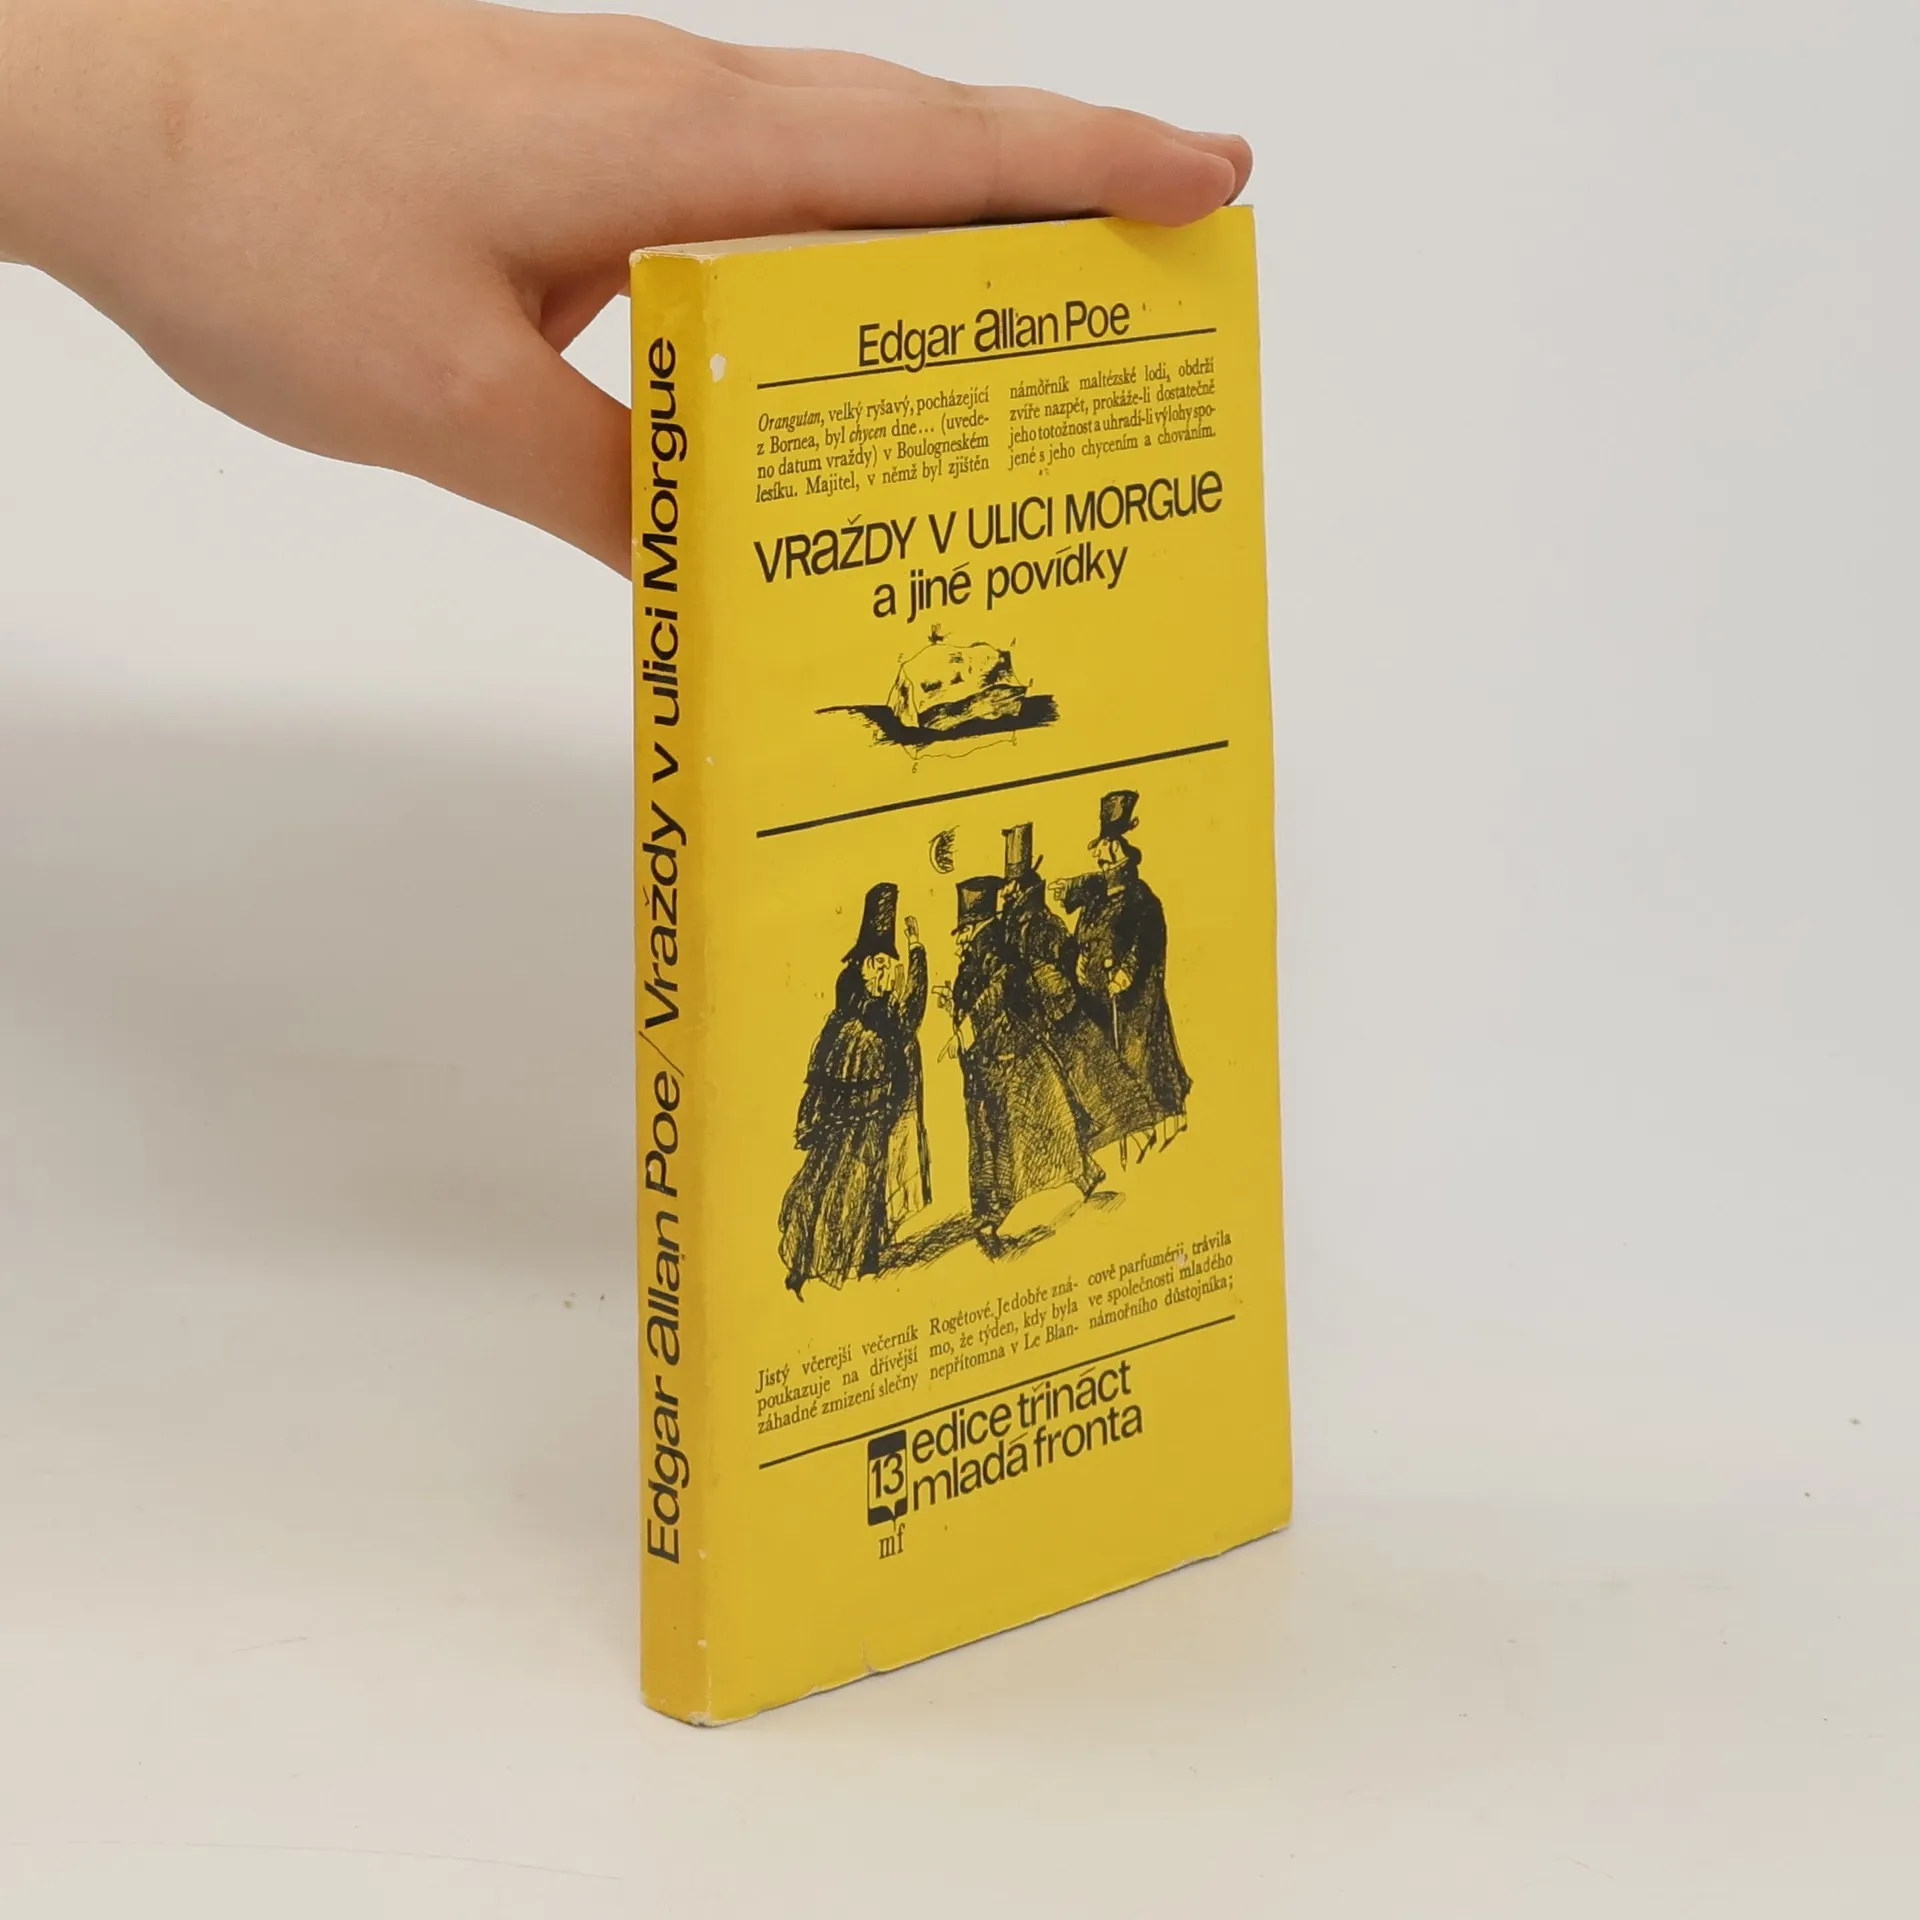 Edgar allan Poe/Vraždy v ulici Morgue
Edgar allan Poe
Orangutan, velký ryšavý, pocházející
z Bornea, byl chycen dne... (uvede-
no datum vraždy) v Boulogneském
lesíku. Majitel, v němž byl zjištěn
námořník maltézské lodi, obdrží
zvíře nazpět, prokáže-li dostatečně
jeho totožnost a uhradí-li výlohy spo-
jené s jeho chycením a chováním.
VRažDY V ULICI MORGUe
a jiné povídky
6
Jistý včerejší večerník
poukazuje na dřívější
záhadné zmizení slečny
Rogêtové. Je dobře zná-
mo, že týden, kdy byla
nepřítomna v Le Blan-
cově parfumérii, trávila
ve společnosti mladého
námořního důstojníka;
13
edice třináct
mladá fronta
mf